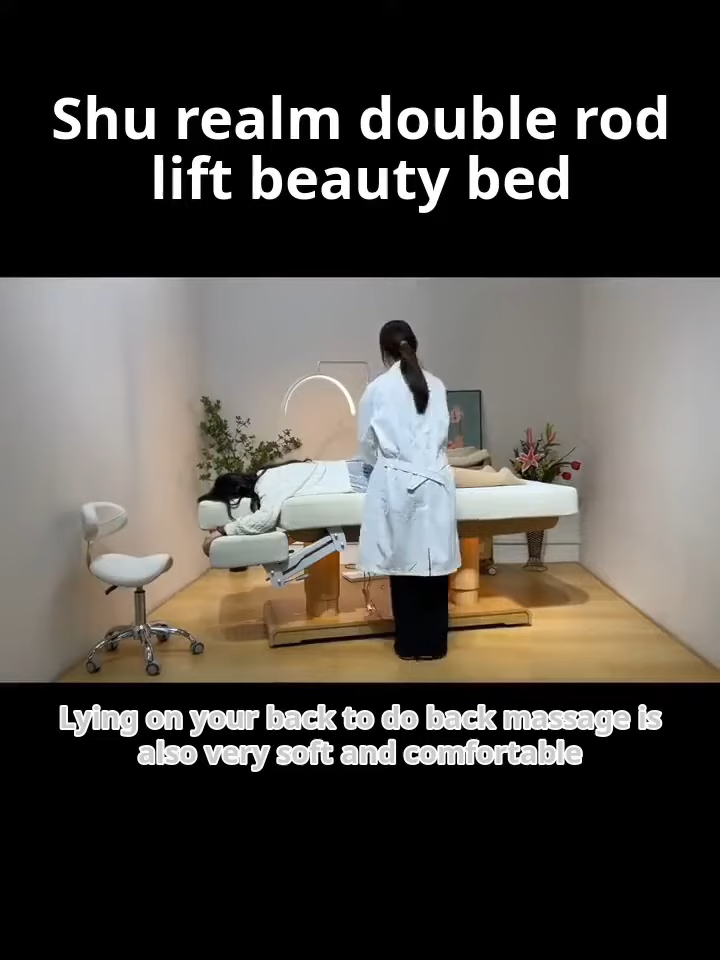 Shu realm double rod
lift beauty bed
Lying on your back to do back massage is
also very soft and comfortable